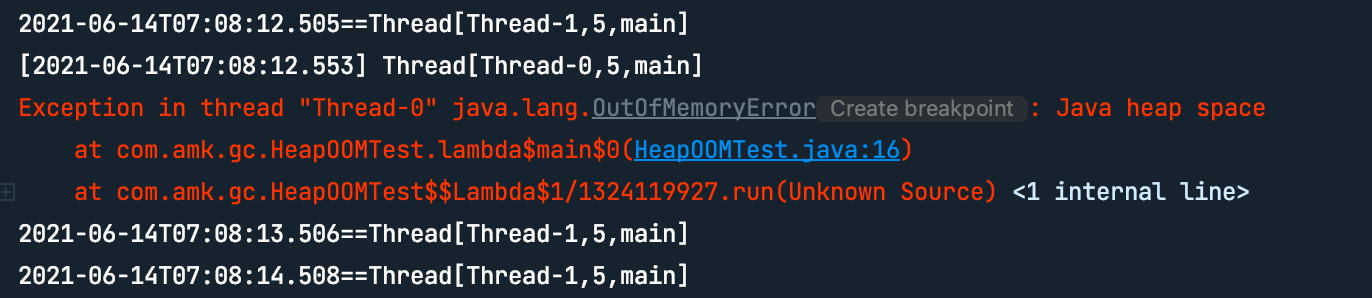 2021-06-14T07:08:12.505==Thread[Thread-1,5,main]
[2021-06-14T07:08:12.553] Thread[Thread-0,5,main]
Exception in thread "Thread-0" java.lang.OutOfMemoryError Create breakpoint : Java heap space
    at com.amk.gc.HeapOOMTest.lambda$main$0(HeapOOMTest.java:16)
    at com.amk.gc.HeapOOMTest$$Lambda$1/1324119927.run(Unknown Source) <1 internal line>
2021-06-14T07:08:13.506==Thread[Thread-1,5,main]
2021-06-14T07:08:14.508==Thread[Thread-1,5,main]